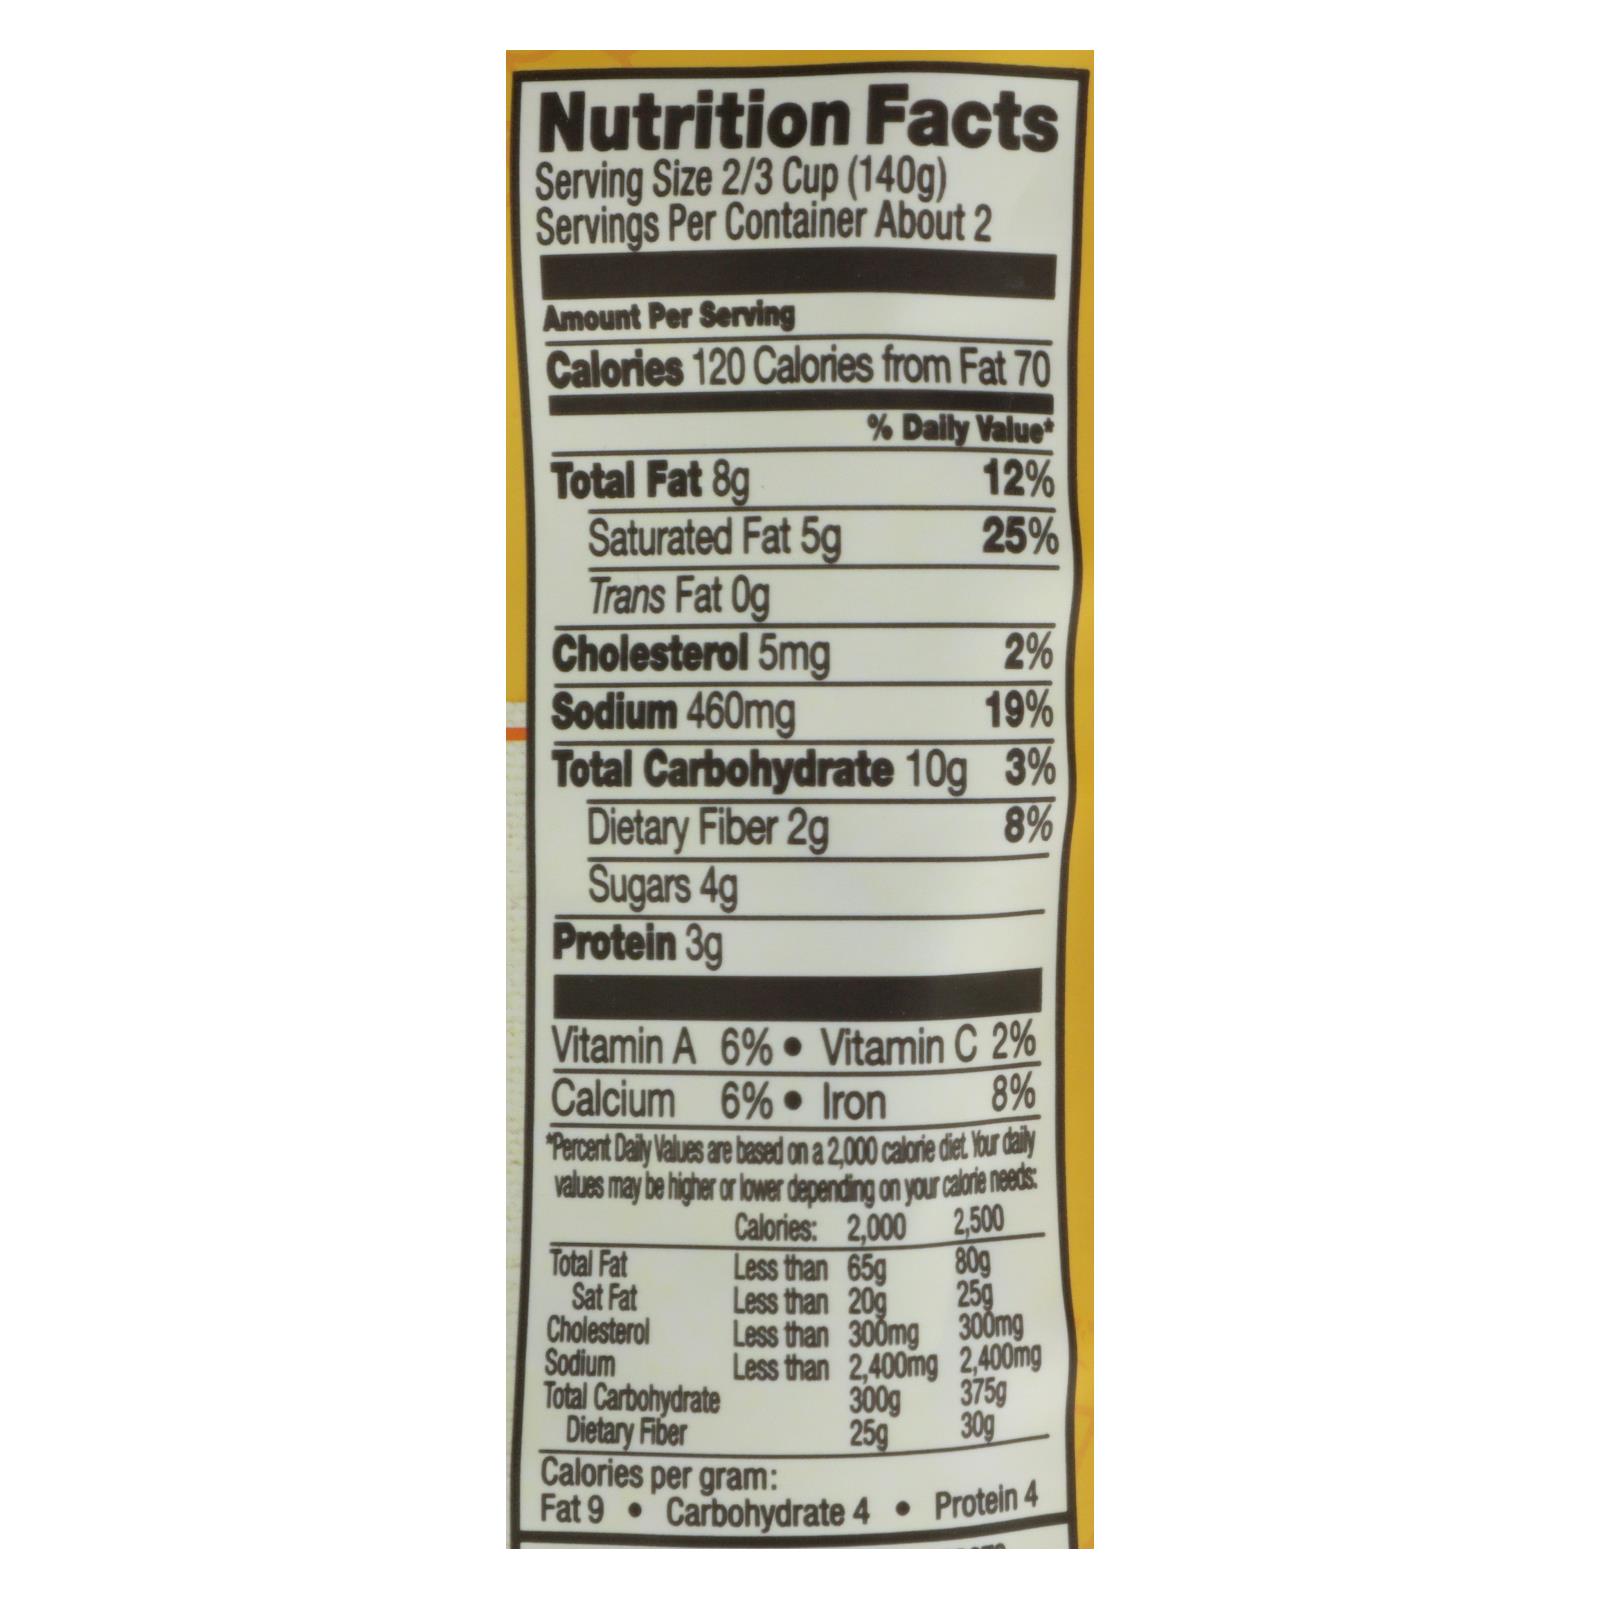 Nutrition Facts
Serving Size 2/3 Cup (140g)
Servings Per Container About 2
Amount Per Serving
Calories 120 Calories from Fat 70
% Daily Value*
Total Fat 8g 12%
Saturated Fat 5g 25%
Trans Fat 0g
Cholesterol 5mg 2%
Sodium 460mg 19%
Total Carbohydrate 10g 3%
Dietary Fiber 2g 8%
Sugars 4g
Protein 3g
Vitamin A 6% • Vitamin C 2%
Calcium 6% • Iron 8%
*Percent Daily Values are based on a 2,000 calorie diet. Your daily
values may be higher or lower depending on your calorie needs:
Calories: 2,000 2,500
Total Fat Less than 65g 80g
Sat Fat Less than 20g 25g
Cholesterol Less than 300mg 300mg
Sodium Less than 2,400mg 2,400mg
Total Carbohydrate 300g 375g
Dietary Fiber 25g 30g
Calories per gram:
Fat 9 • Carbohydrate 4 • Protein 4